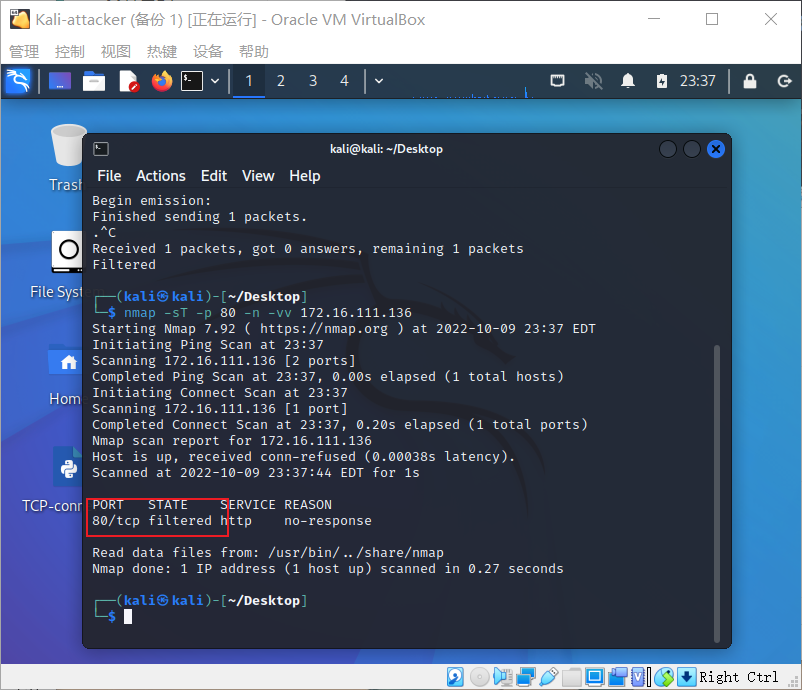 Kali-attacker (备份 1) [正在运行] - Oracle VM VirtualBox
管理 控制 视图 热键 设备 帮助
1 2 3 4 23:37
Trash
File System
Hom
TCP-conn
kali@kali: ~/Desktop
File Actions Edit View Help
Begin emission:
Finished sending 1 packets.
.^C
Received 1 packets, got 0 answers, remaining 1 packets
Filtered
┌──(kali㉿kali)-[~/Desktop]
└─$ nmap -sT -p 80 -n -vv 172.16.111.136
Starting Nmap 7.92 ( https://nmap.org ) at 2022-10-09 23:37 EDT
Initiating Ping Scan at 23:37
Scanning 172.16.111.136 [2 ports]
Completed Ping Scan at 23:37, 0.00s elapsed (1 total hosts)
Initiating Connect Scan at 23:37
Scanning 172.16.111.136 [1 port]
Completed Connect Scan at 23:37, 0.20s elapsed (1 total ports)
Nmap scan report for 172.16.111.136
Host is up, received conn-refused (0.00038s latency).
Scanned at 2022-10-09 23:37:44 EDT for 1s
PORT STATE SERVICE REASON
80/tcp filtered http no-response
Read data files from: /usr/bin/../share/nmap
Nmap done: 1 IP address (1 host up) scanned in 0.27 seconds
┌──(kali㉿kali)-[~/Desktop]
└─$
Right Ctrl